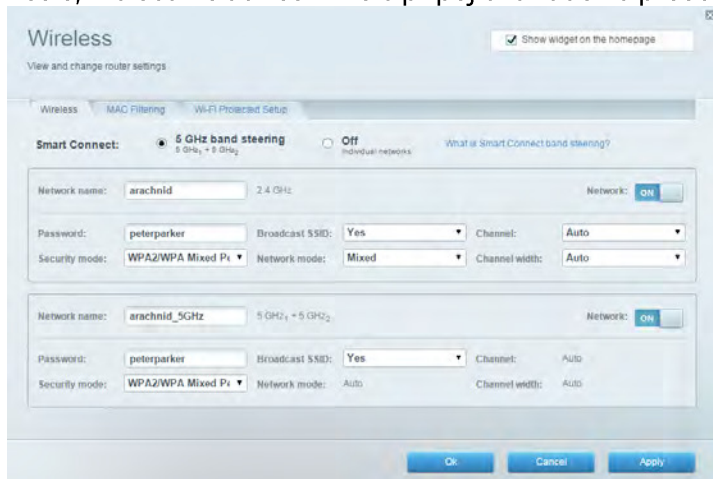 Wireless
Show widget on the homepage
View and change router settings
Wireless MAC Filtering Wi-Fi Protected Setup
Smart Connect: 5 GHz band steering Off What is Smart Connect band steering?
5 GHz1 + 5 GHz2 Individual networks
Network name: arachnid 2.4 GHz Network: ON
Password: peterparker Broadcast SSID: Yes Channel: Auto
Security mode: WPA2/WPA Mixed Pe Network mode: Mixed Channel width: Auto
Network name: arachnid_5GHz 5 GHz1 + 5 GHz2 Network: ON
Password: peterparker Broadcast SSID: Yes Channel: Auto
Security mode: WPA2/WPA Mixed Pe Network mode: Auto Channel width: Auto
Ok Cancel Apply